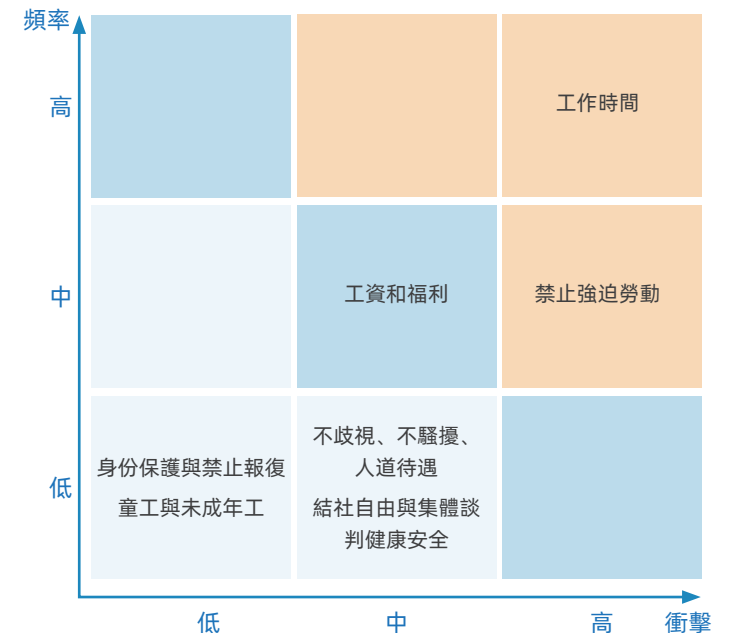 頻率
高
工作時間
中
工資和福利
禁止強迫勞動
低
身份保護與禁止報復
童工與未成年工
不歧視、不騷擾、
人道待遇
結社自由與集體談
判健康安全
低
中
高
衝擊